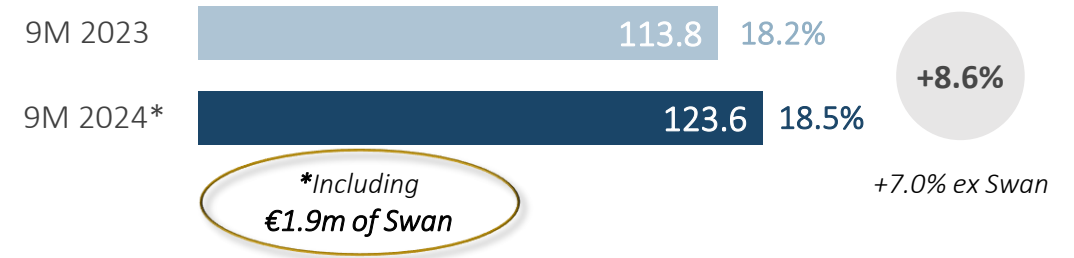 9M 2023 113.8 18.2%
+8.6%
9M 2024* 123.6 18.5%
*Including
€1.9m of Swan
+7.0% ex Swan